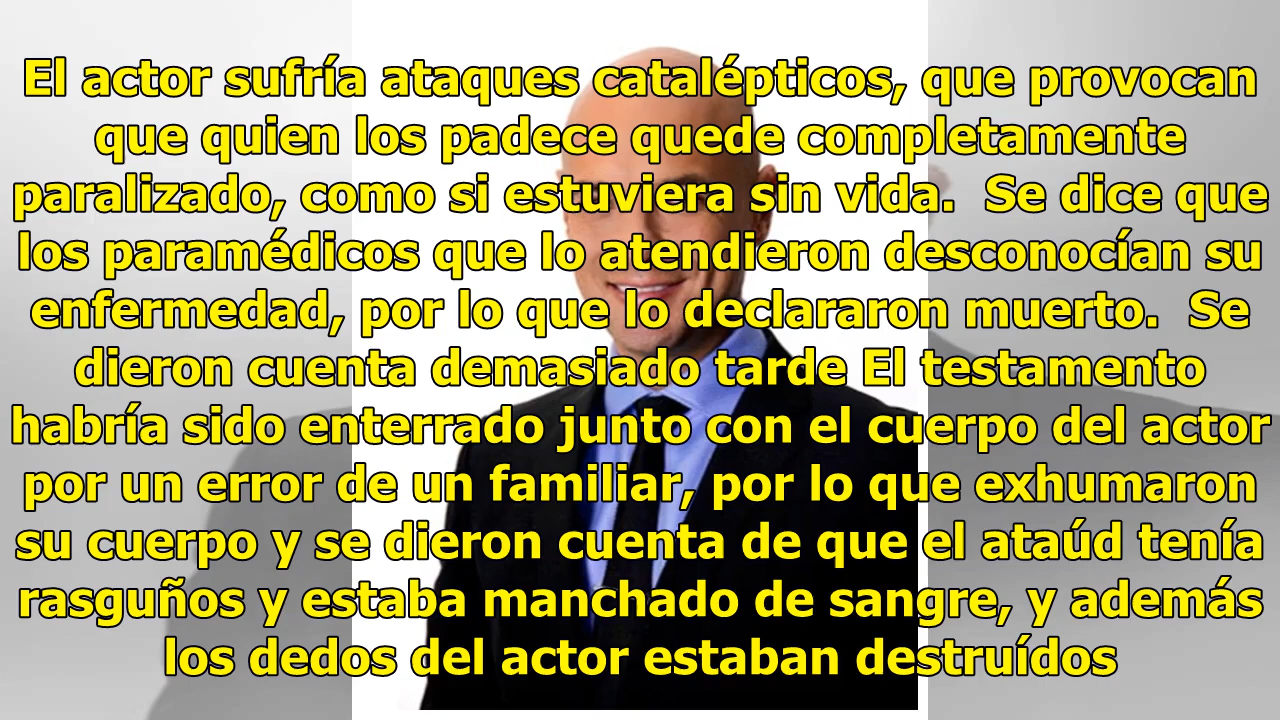 El actor sufría ataques catalépticos, que provocan
que quien los padece quede completamente
paralizado, como si estuviera sin vida.  Se dice que
los paramédicos que lo atendieron desconocían su
enfermedad, por lo que lo declararon muerto.  Se
dieron cuenta demasiado tarde El testamento
habría sido enterrado junto con el cuerpo del actor
por un error de un familiar, por lo que exhumaron
su cuerpo y se dieron cuenta de que el ataúd tenía
rasguños y estaba manchado de sangre, y además
los dedos del actor estaban destruídos